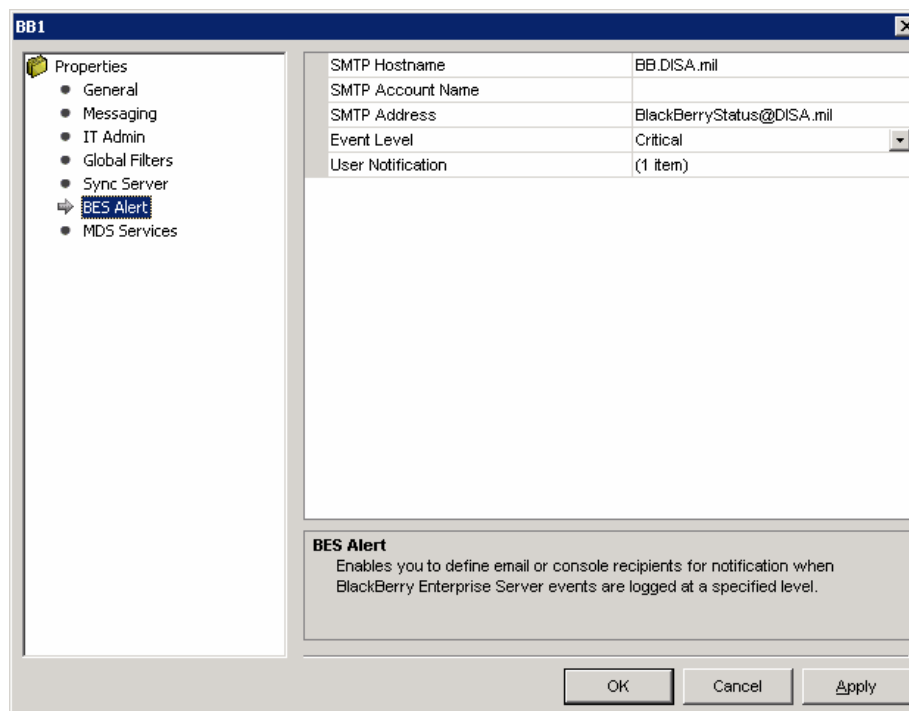 BB1
Properties
General
Messaging
IT Admin
Global Filters
Sync Server
BES Alert
MDS Services
SMTP Hostname BB.DISA.mil
SMTP Account Name
SMTP Address BlackBerryStatus@DISA.mil
Event Level Critical
User Notification (1 item)
BES Alert
Enables you to define email or console recipients for notification when
BlackBerry Enterprise Server events are logged at a specified level.
OK Cancel Apply